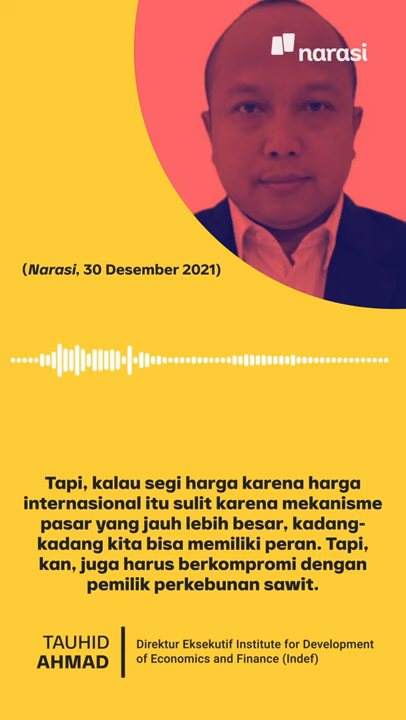 narasi
(Narasi, 30 Desember 2021)
Tapi, kalau segi harga karena harga
internasional itu sulit karena mekanisme
pasar yang jauh lebih besar, kadang-
kadang kita bisa memiliki peran. Tapi,
kan, juga harus berkompromi dengan
pemilik perkebunan sawit.
TAUHID
AHMAD
Direktur Eksekutif Institute for Development
of Economics and Finance (Indef)